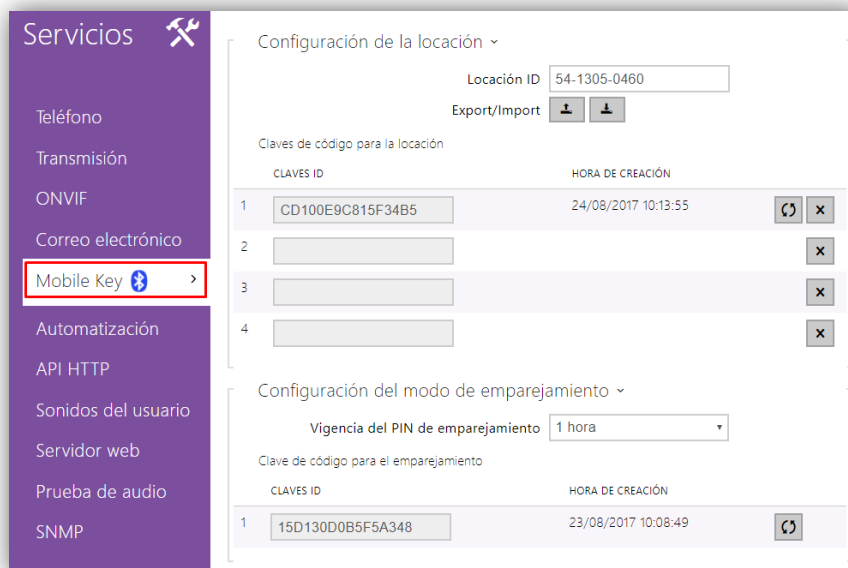 Servicios
Teléfono
Transmisión
ONVIF
Correo electrónico
Mobile Key
Automatización
API HTTP
Sonidos del usuario
Servidor web
Prueba de audio
SNMP
Configuración de la locación
Locación ID 54-1305-0460
Export/Import
Claves de código para la locación
CLAVES ID HORA DE CREACIÓN
1 CD100E9C815F34B5 24/08/2017 10:13:55
2
3
4
Configuración del modo de emparejamiento
Vigencia del PIN de emparejamiento 1 hora
Clave de código para el emparejamiento
CLAVES ID HORA DE CREACIÓN
1 15D130D0B5F5A348 23/08/2017 10:08:49